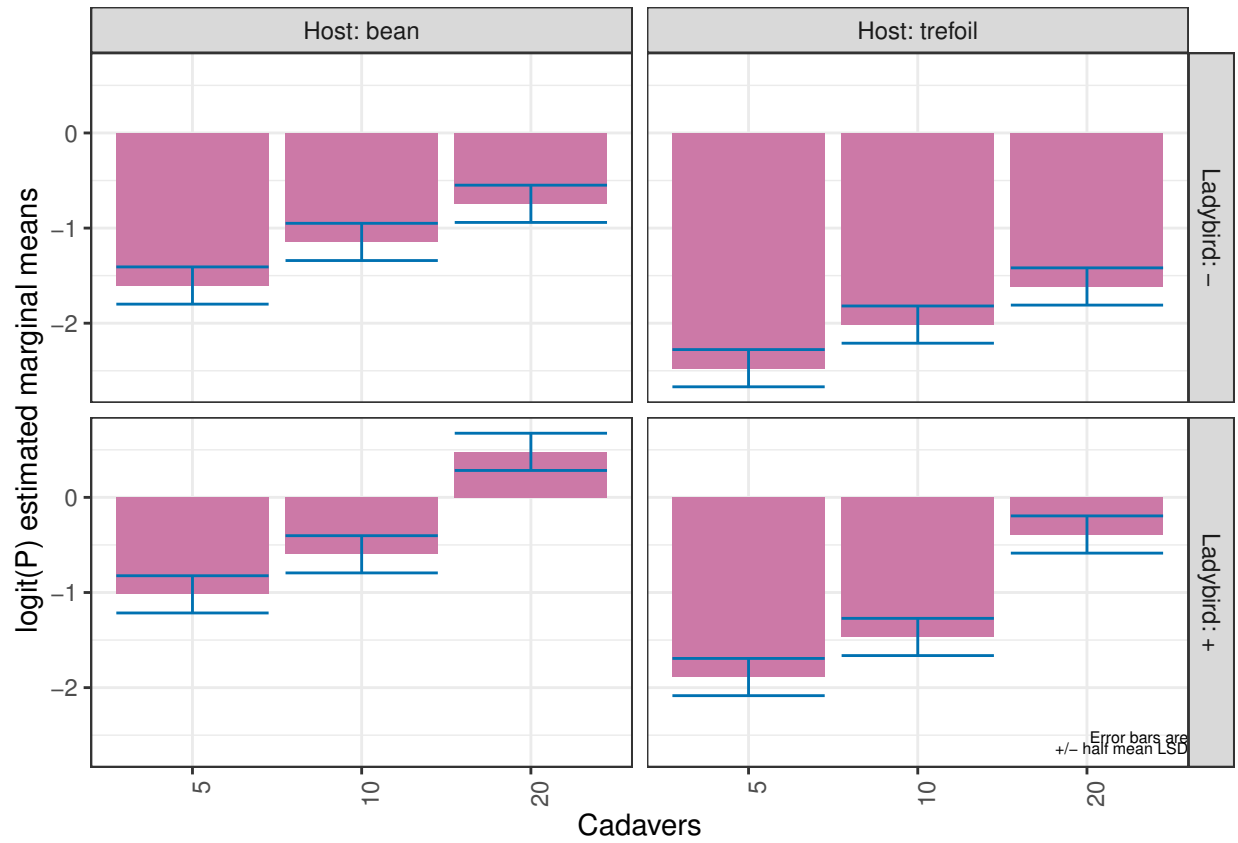 Host: bean
Host: trefoil
logit(P) estimated marginal means
0
−1
−2
Ladybird: −
0
−1
−2
Ladybird: +
Error bars are
+/− half mean LSD
5
10
20
5
10
20
Cadavers